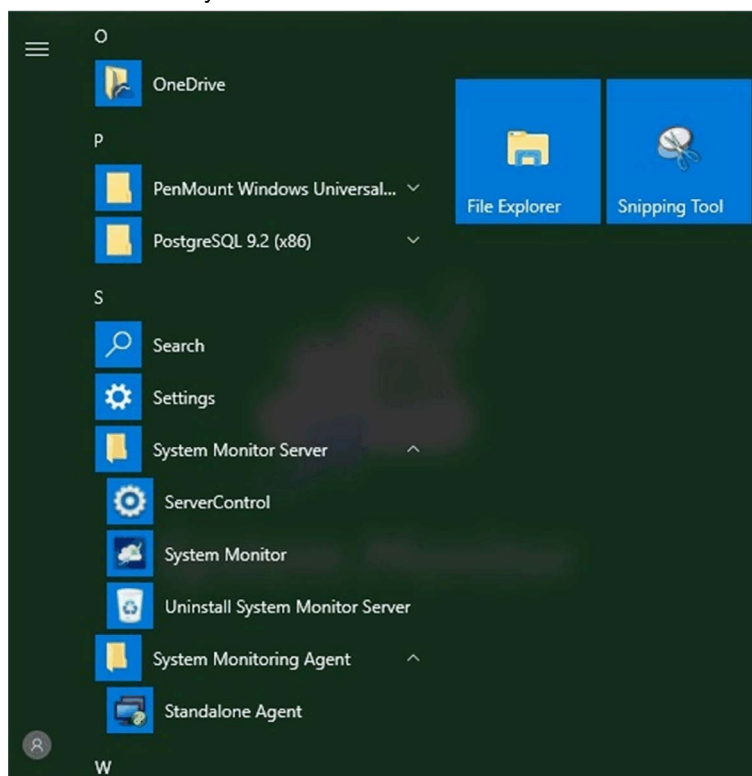 O
OneDrive
P
PenMount Windows Universal...
PostgreSQL 9.2 (x86)
S
Search
Settings
System Monitor Server
ServerControl
System Monitor
Uninstall System Monitor Server
System Monitoring Agent
Standalone Agent
W
File Explorer
Snipping Tool